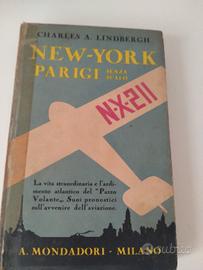 CHARLES A. LINDBERGH
NEW-YORK
PARIGI SENZA
SCALO
N-X-211
La vita straordinaria e l'ardi-
mento atlantico del "Pazzo
Volante„. Suoi pronostici
sull'avvenire dell'aviazione.
A. MONDADORI - MILANO
subito